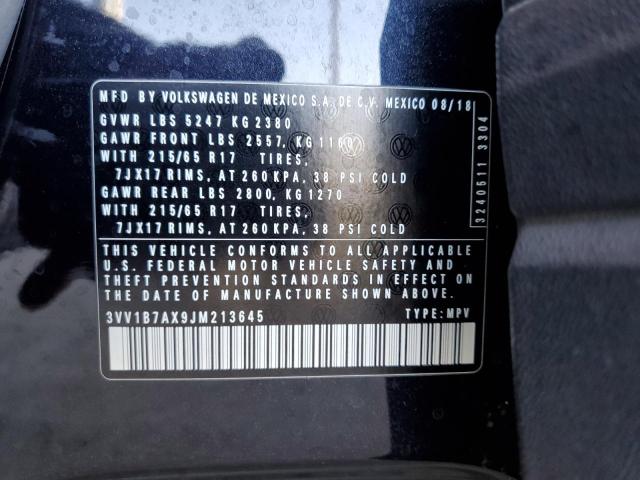 MFD BY VOLKSWAGEN DE MEXICO S.A. DE C.V. MEXICO 08/18
GVWR LBS 5247 KG 2380
GAWR FRONT LBS 2557, KG 1160
WITH 215/65 R17 TIRES,
7JX17 RIMS, AT 260 KPA, 38 PSI COLD
GAWR REAR LBS 2800, KG 1270
WITH 215/65 R17 TIRES,
7JX17 RIMS, AT 260 KPA, 38 PSI COLD
3240511 3304
THIS VEHICLE CONFORMS TO ALL APPLICABLE
U.S. FEDERAL MOTOR VEHICLE SAFETY AND
THEFT PREVENTION STANDARDS IN EFFECT ON
THE DATE OF MANUFACTURE SHOWN ABOVE.
3VV1B7AX9JM213645 TYPE: MPV